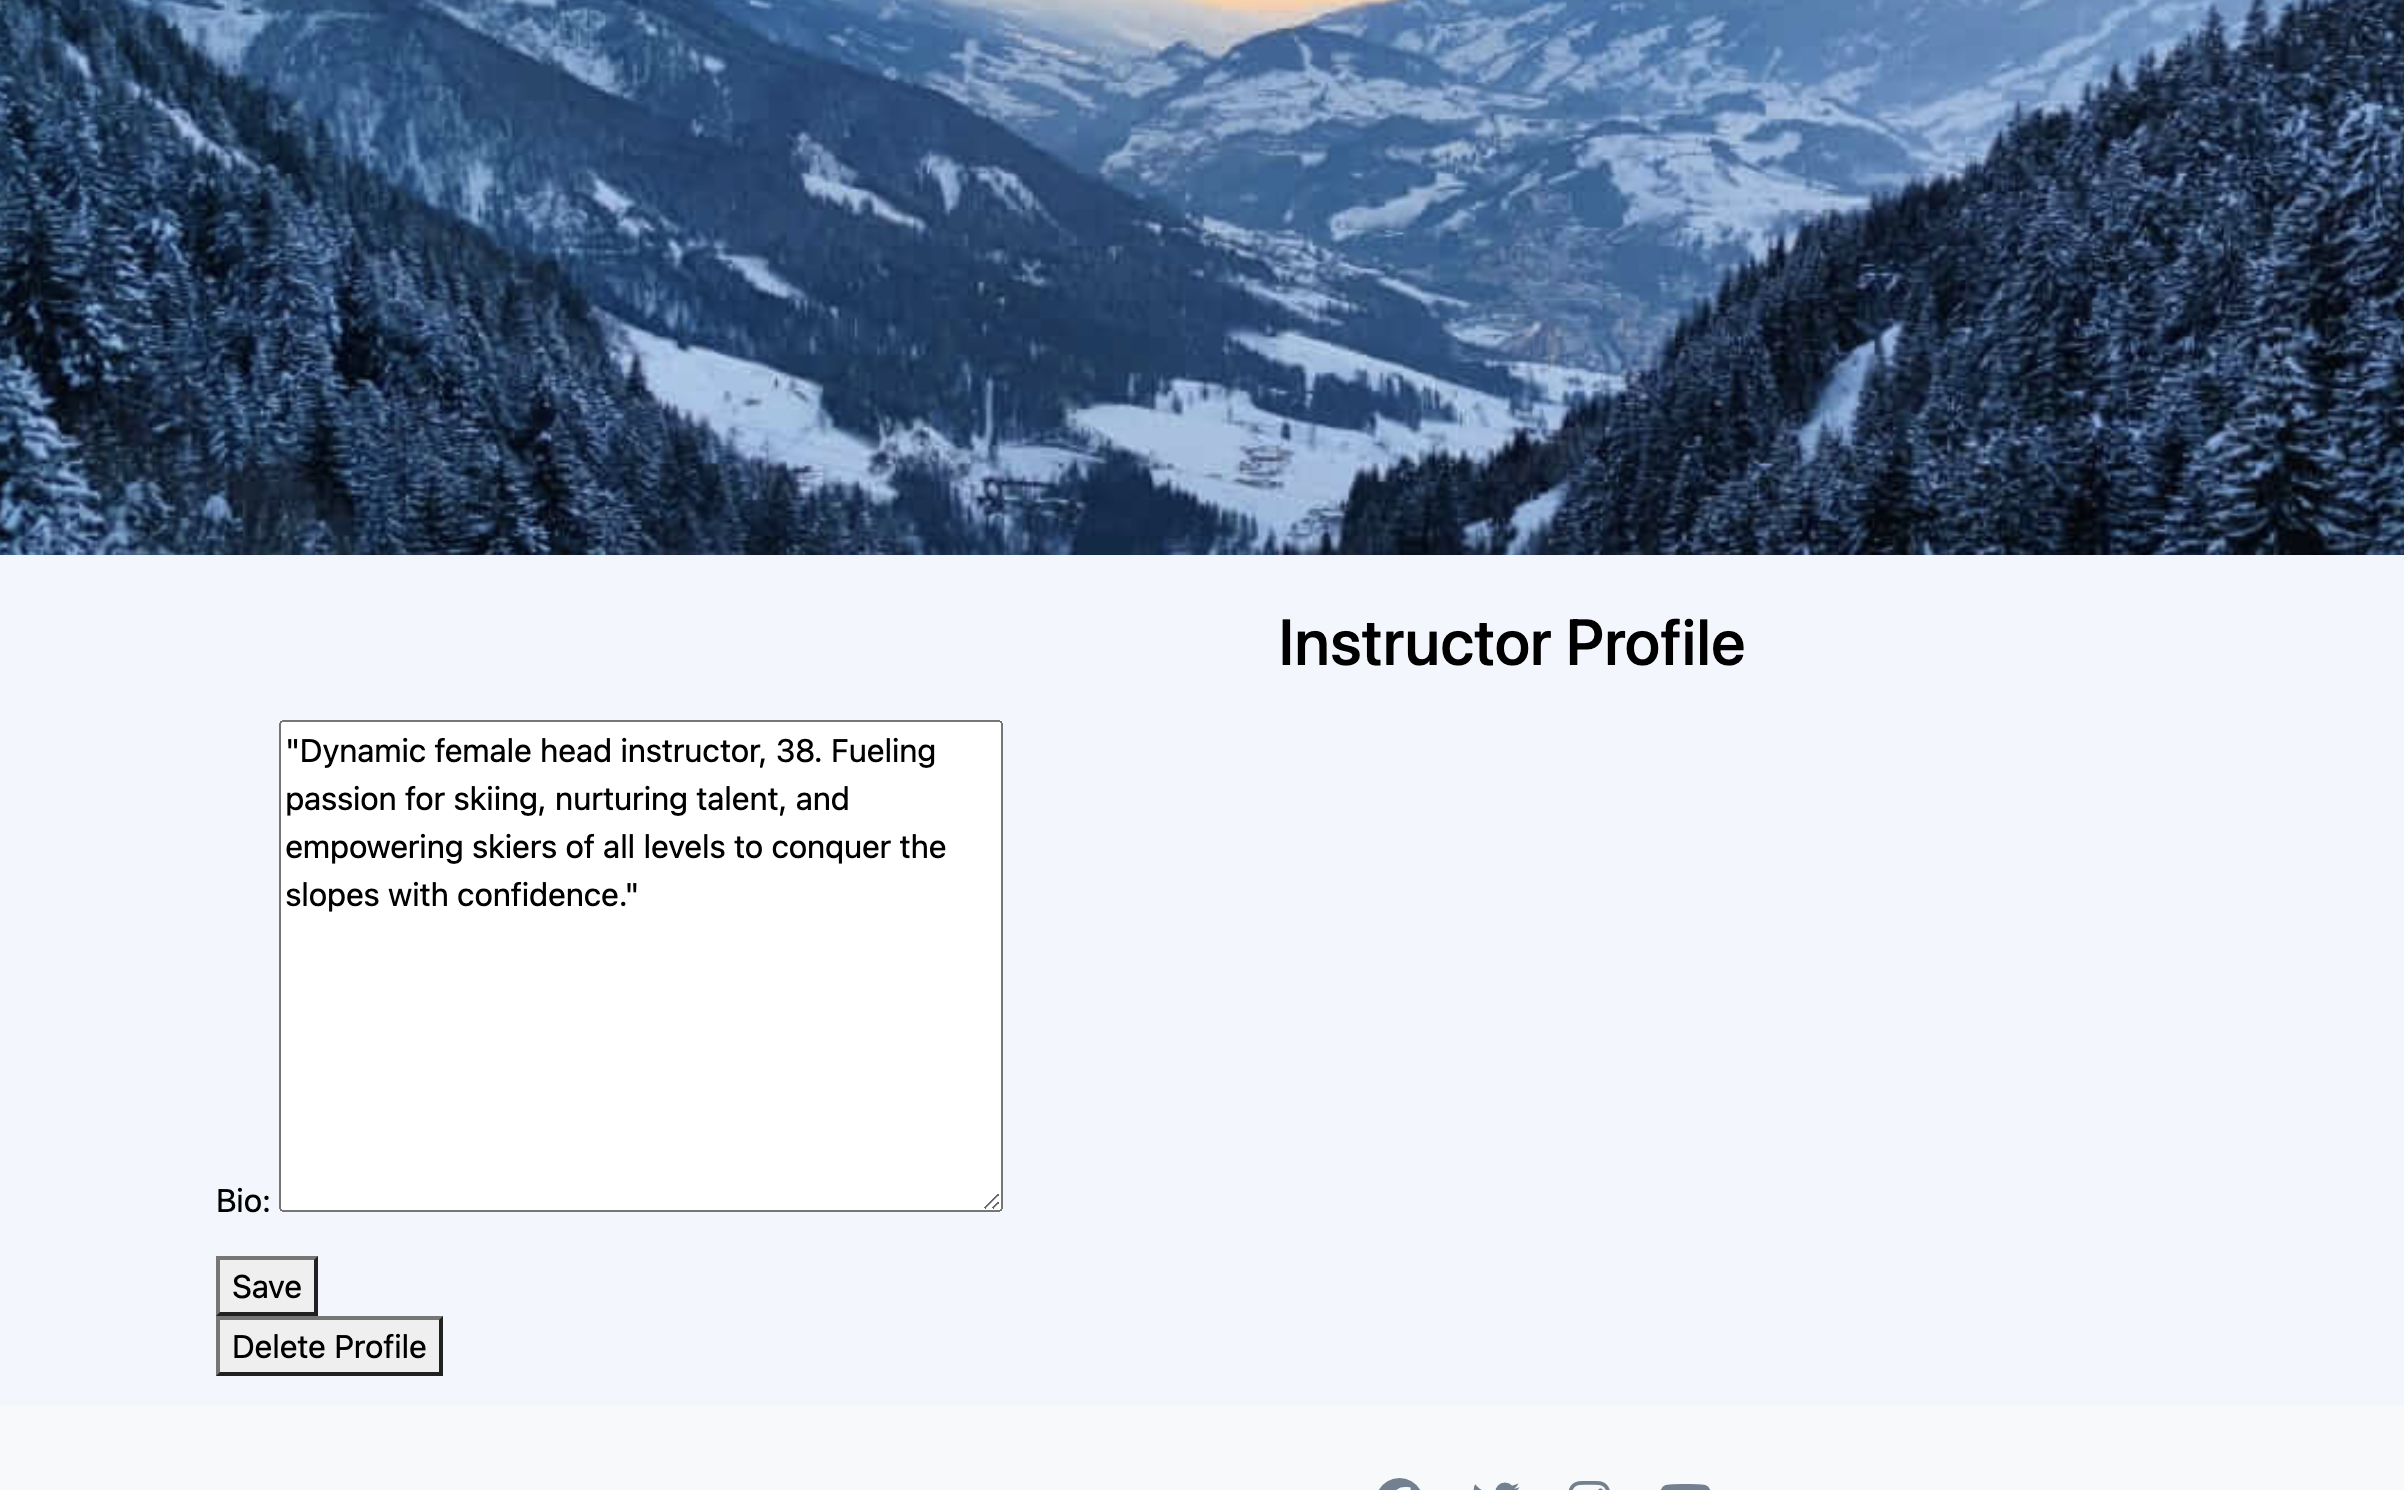 Instructor Profile
"Dynamic female head instructor, 38. Fueling
passion for skiing, nurturing talent, and
empowering skiers of all levels to conquer the
slopes with confidence."
Bio:
Save
Delete Profile